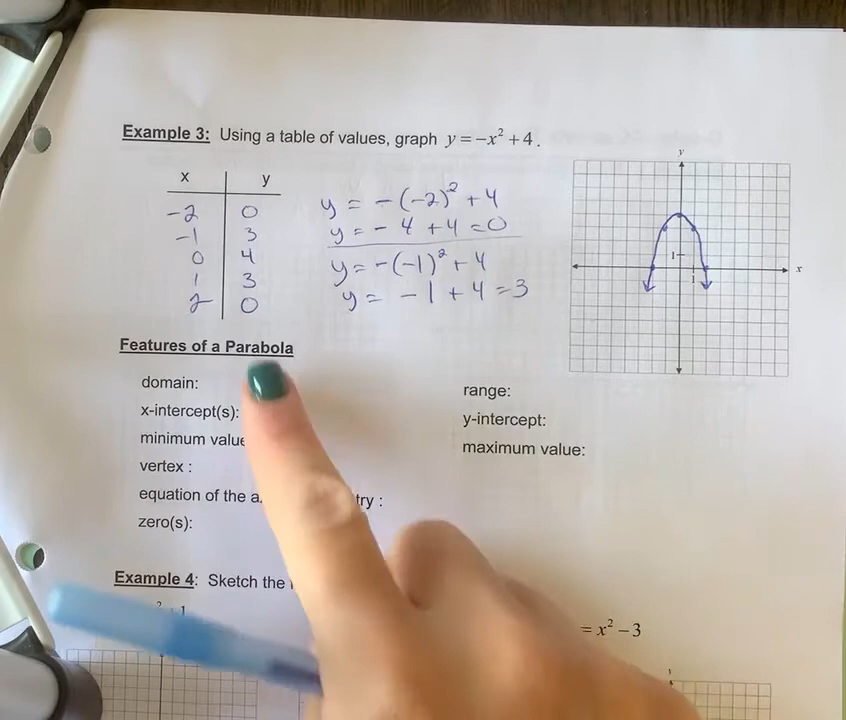 Example 3: Using a table of values, graph y = −x² + 4.
y
x y
-2 0
-1 3
0 4
1 3
2 0
y = -(-2)² + 4
y = - 4 + 4 = 0
y = -(-1)² + 4
y = - 1 + 4 = 3
1
1
x
Features of a Parabola
domain:
range:
x-intercept(s):
y-intercept:
minimum
maximum value:
vertex :
equation of the
try :
zero(s):
Example 4: Sketch the
= x² − 3